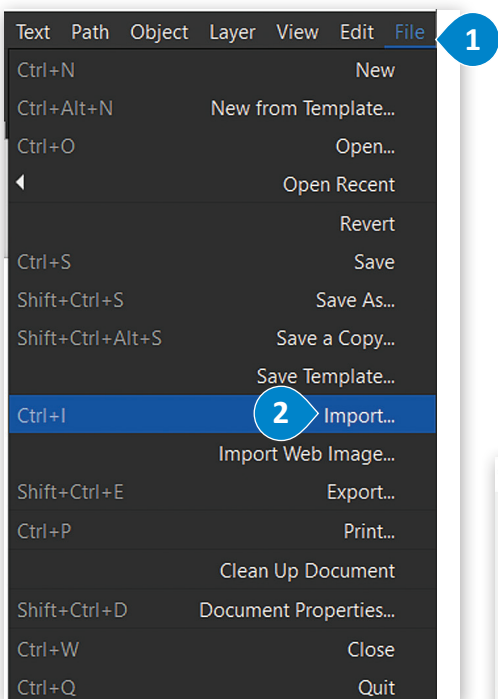 Text Path Object Layer View Edit File
1
Ctrl+N New
Ctrl+Alt+N New from Template...
Ctrl+O Open...
Open Recent
Revert
Ctrl+S Save
Shift+Ctrl+S Save As...
Shift+Ctrl+Alt+S Save a Copy...
Save Template...
Ctrl+I 2 Import...
Import Web Image...
Shift+Ctrl+E Export...
Ctrl+P Print...
Clean Up Document
Shift+Ctrl+D Document Properties...
Ctrl+W Close
Ctrl+Q Quit